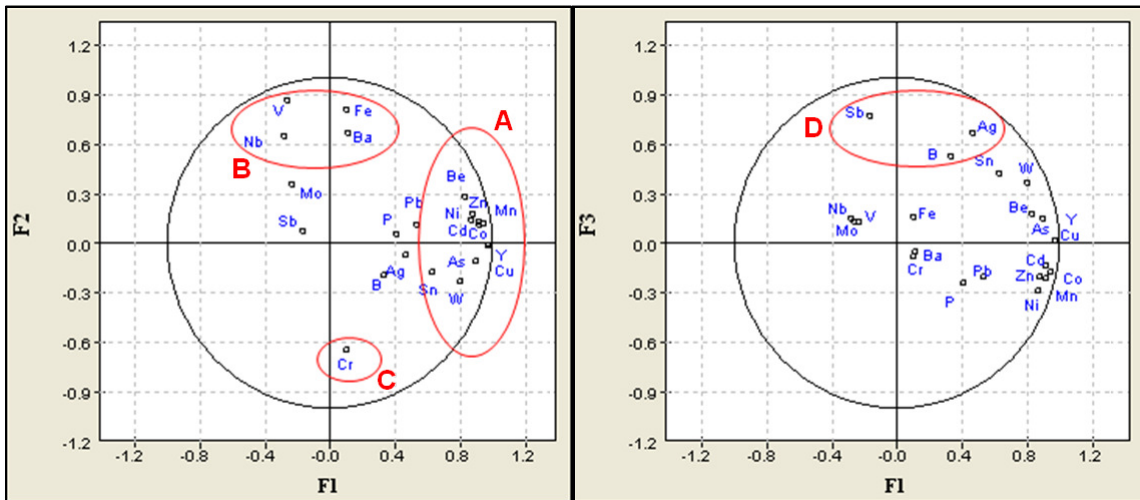 1.2
0.9
0.6
0.3
0.0
-0.3
-0.6
-0.9
-1.2
F2
V
Fe
Nb
Ba
B
A
Mo
Be
Sb
Pb
Zn
Ni
Mn
P
Cd
Co
As
Y
Ag
Cu
B
Sn
W
Cr
C
-1.2
-0.8
-0.4
-0.0
0.4
0.8
1.2
F1
1.2
0.9
0.6
0.3
0.0
-0.3
-0.6
-0.9
-1.2
F3
Sb
D
Ag
B
Sn
W
Nb
V
Fe
Be
Y
Mo
As
Cu
Ba
Cr
Pb
Cd
Zn
Co
P
Ni
Mn
-1.2
-0.8
-0.4
-0.0
0.4
0.8
1.2
F1